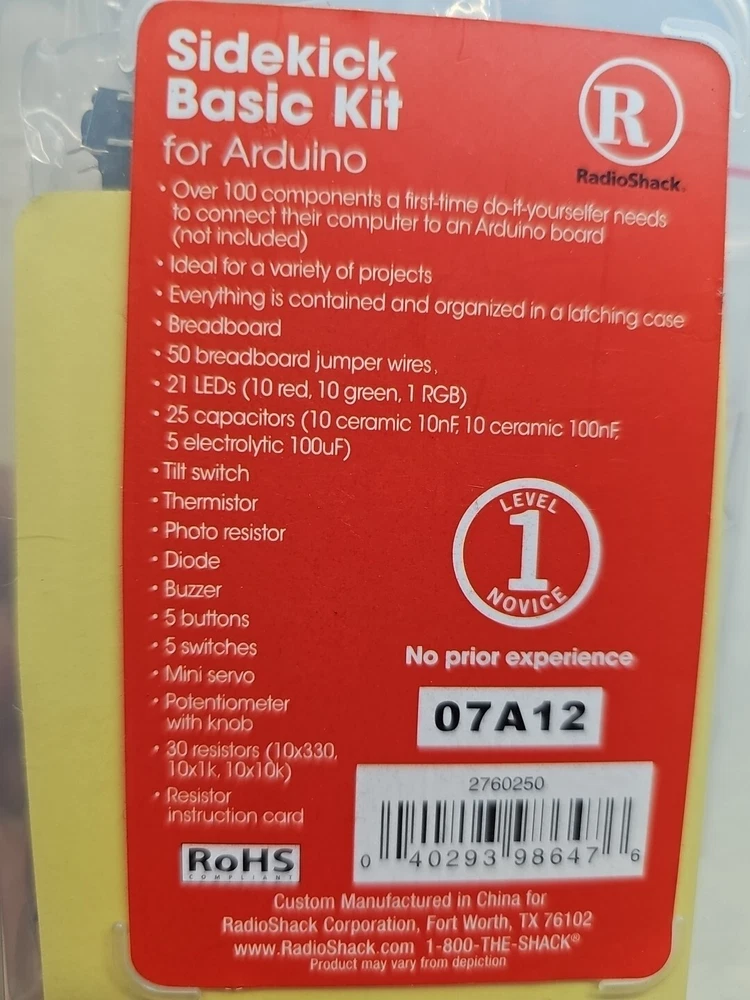 Sidekick
Basic Kit
for Arduino
R
RadioShack®
• Over 100 components a first-time do-it-yourselfer needs
to connect their computer to an Arduino board
(not included)
• Ideal for a variety of projects
• Everything is contained and organized in a latching case
• Breadboard
• 50 breadboard jumper wires,
• 21 LEDs (10 red, 10 green, 1 RGB)
• 25 capacitors (10 ceramic 10nF, 10 ceramic 100nF,
5 electrolytic 100uF)
• Tilt switch
• Thermistor
• Photo resistor
• Diode
• Buzzer
• 5 buttons
• 5 switches
• Mini servo
• Potentiometer
with knob
• 30 resistors (10x330,
10x1k, 10x10k)
• Resistor
instruction card
LEVEL
1
NOVICE
No prior experience
07A12
2760250
0 40293 98647 6
RoHS
COMPLIANT
Custom Manufactured in China for
RadioShack Corporation, Fort Worth, TX 76102
www.RadioShack.com 1-800-THE-SHACK®
Product may vary from depiction